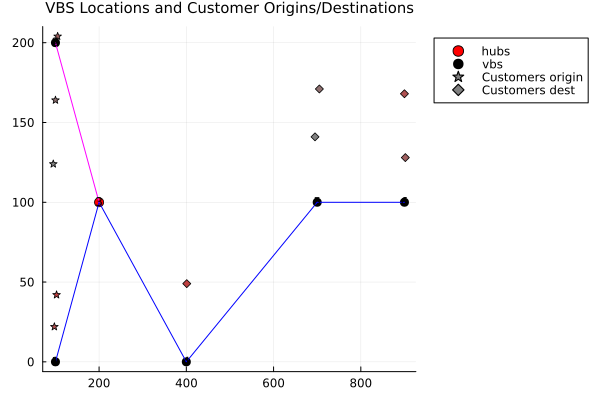 VBS Locations and Customer Origins/Destinations
200
150
100
50
0
200
400
600
800
hubs
vbs
Customers origin
Customers dest